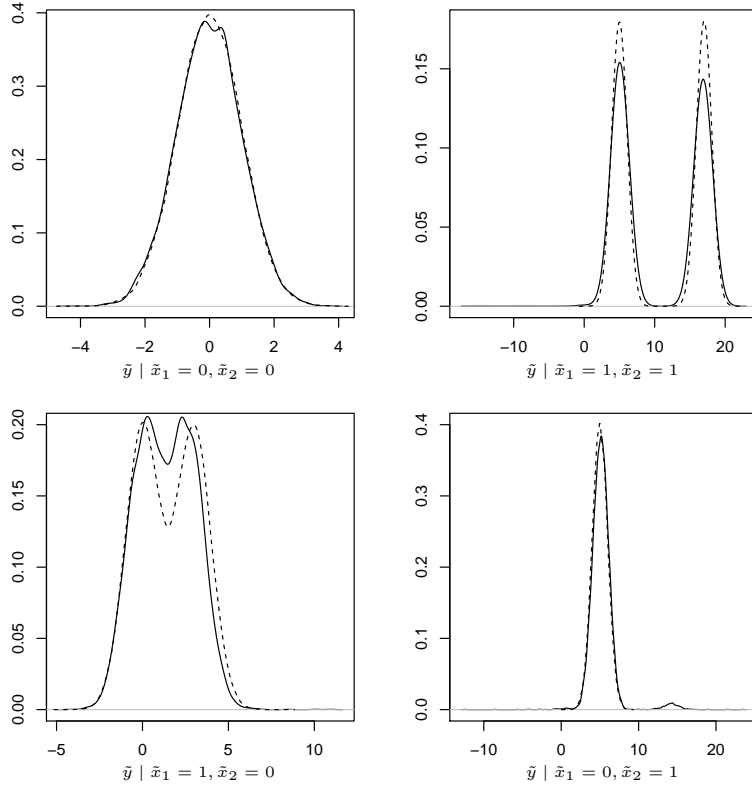 0.0 0.1 0.2 0.3 0.4
−4 −2 0 2 4
ỹ | x̃₁ = 0, x̃₂ = 0
0.00 0.05 0.10 0.15
−10 0 10 20
ỹ | x̃₁ = 1, x̃₂ = 1
0.00 0.05 0.10 0.15 0.20
−5 0 5 10
ỹ | x̃₁ = 1, x̃₂ = 0
0.0 0.1 0.2 0.3 0.4
−10 0 10 20
ỹ | x̃₁ = 0, x̃₂ = 1